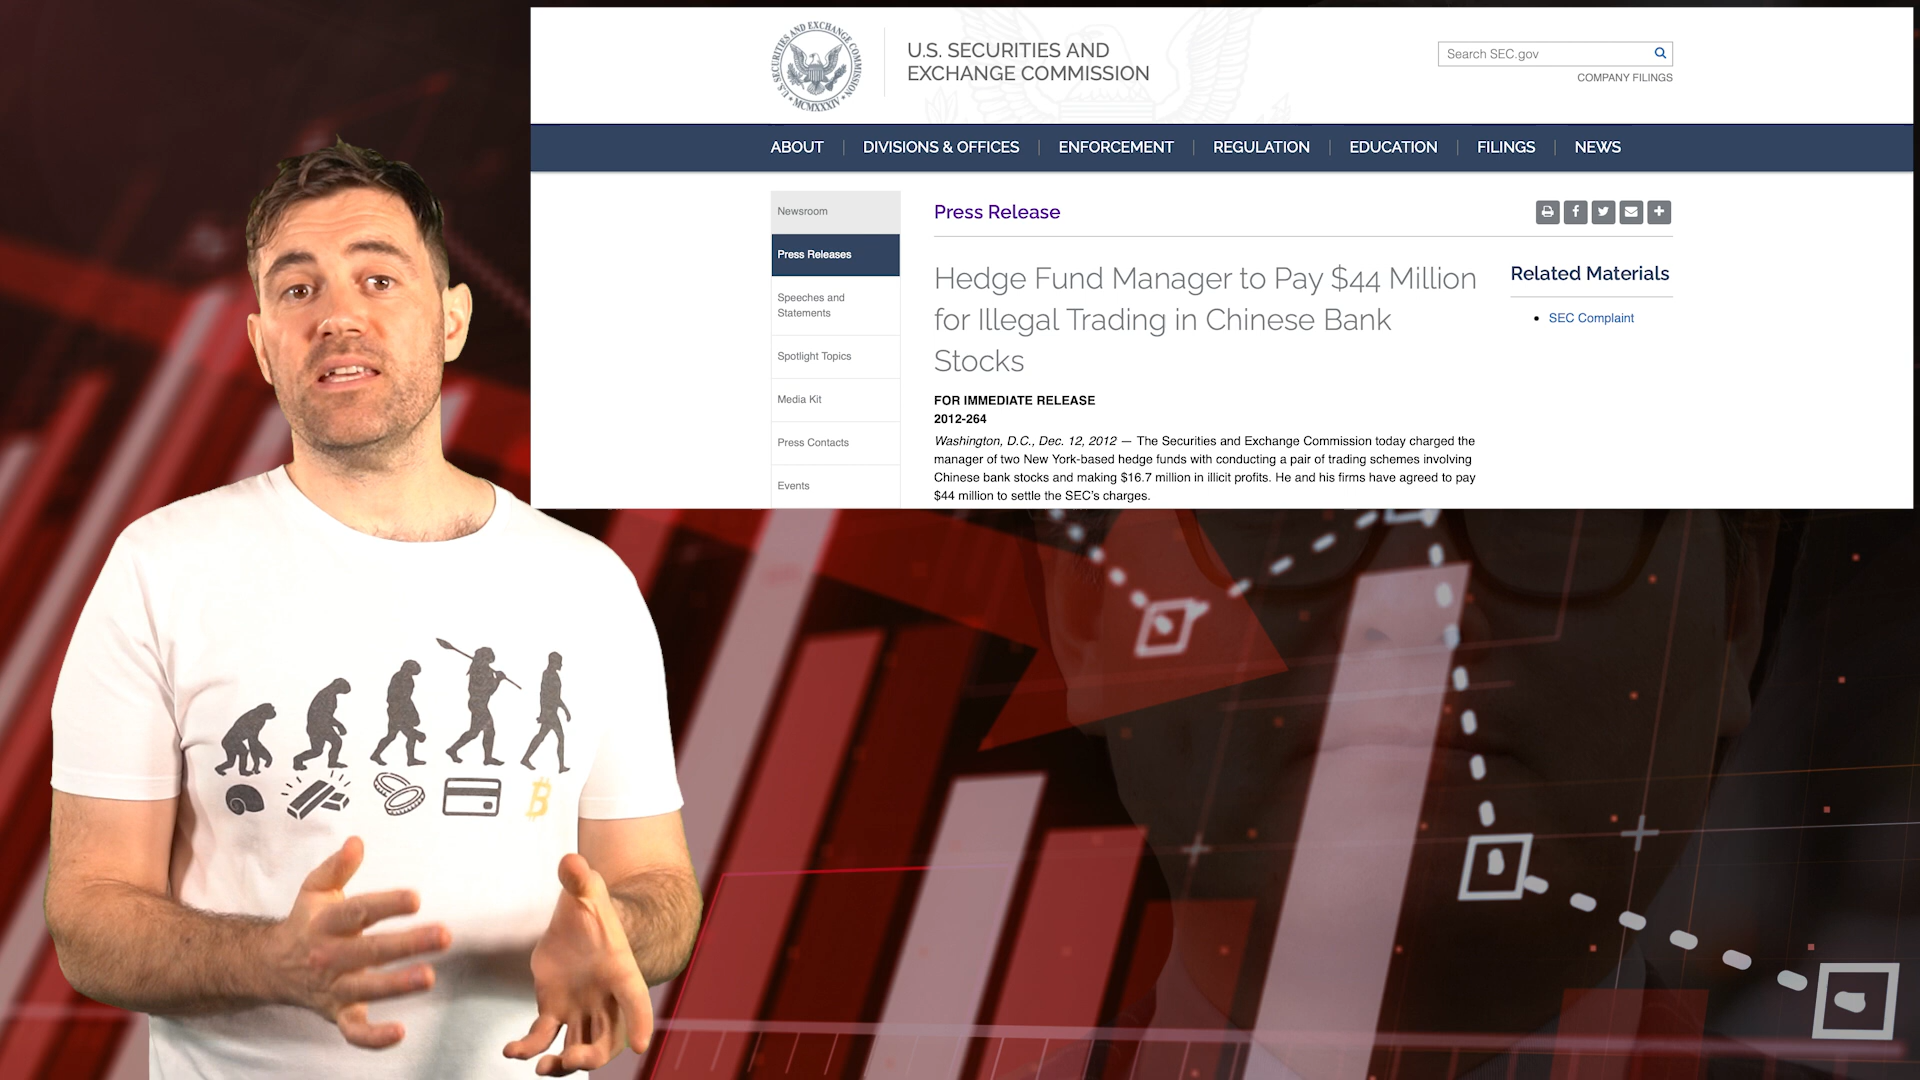 U.S. SECURITIES AND EXCHANGE COMMISSION
MCMXXXIV
U.S. SECURITIES AND
EXCHANGE COMMISSION
Search SEC.gov
COMPANY FILINGS
ABOUT
DIVISIONS & OFFICES
ENFORCEMENT
REGULATION
EDUCATION
FILINGS
NEWS
Newsroom
Press Releases
Speeches and
Statements
Spotlight Topics
Media Kit
Press Contacts
Events
Press Release
Hedge Fund Manager to Pay $44 Million
for Illegal Trading in Chinese Bank
Stocks
FOR IMMEDIATE RELEASE
2012-264
Washington, D.C., Dec. 12, 2012 — The Securities and Exchange Commission today charged the
manager of two New York-based hedge funds with conducting a pair of trading schemes involving
Chinese bank stocks and making $16.7 million in illicit profits. He and his firms have agreed to pay
$44 million to settle the SEC's charges.
Related Materials
• SEC Complaint